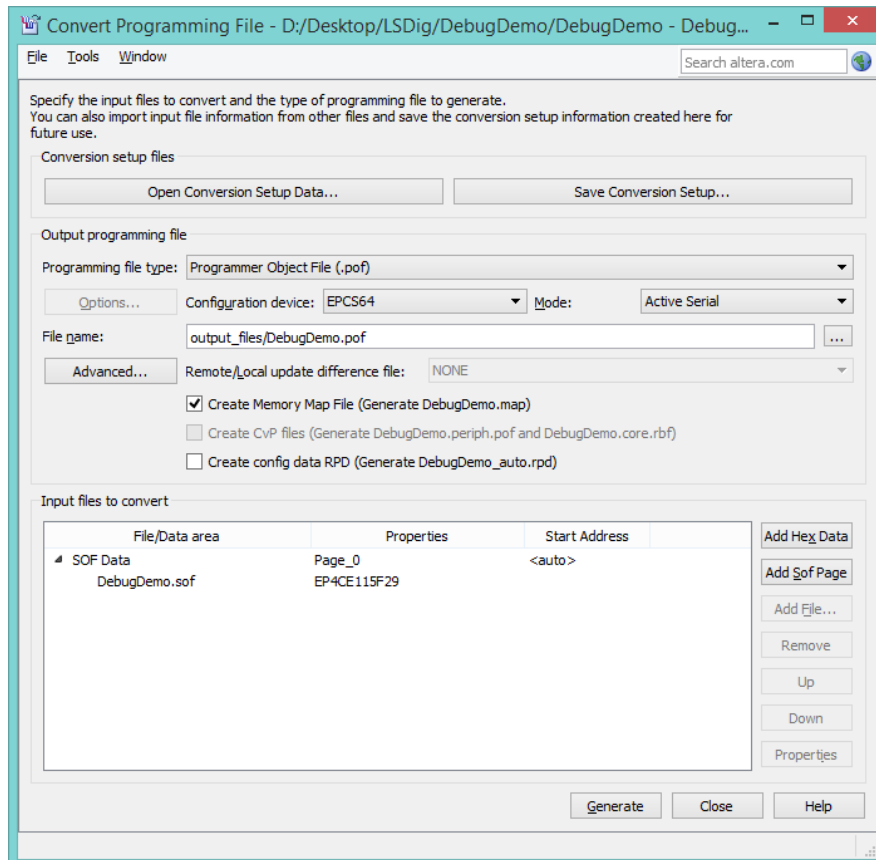 Convert Programming File - D:/Desktop/LSDig/DebugDemo/DebugDemo - Debug...
File Tools Window
Search altera.com
Specify the input files to convert and the type of programming file to generate.
You can also import input file information from other files and save the conversion setup information created here for
future use.
Conversion setup files
Open Conversion Setup Data... Save Conversion Setup...
Output programming file
Programming file type: Programmer Object File (.pof)
Options... Configuration device: EPCS64 Mode: Active Serial
File name: output_files/DebugDemo.pof ...
Advanced... Remote/Local update difference file: NONE
Create Memory Map File (Generate DebugDemo.map)
Create CvP files (Generate DebugDemo.periph.pof and DebugDemo.core.rbf)
Create config data RPD (Generate DebugDemo_auto.rpd)
Input files to convert
File/Data area Properties Start Address
SOF Data Page_0 <auto>
DebugDemo.sof EP4CE115F29
Add Hex Data
Add Sof Page
Add File...
Remove
Up
Down
Properties
Generate Close Help